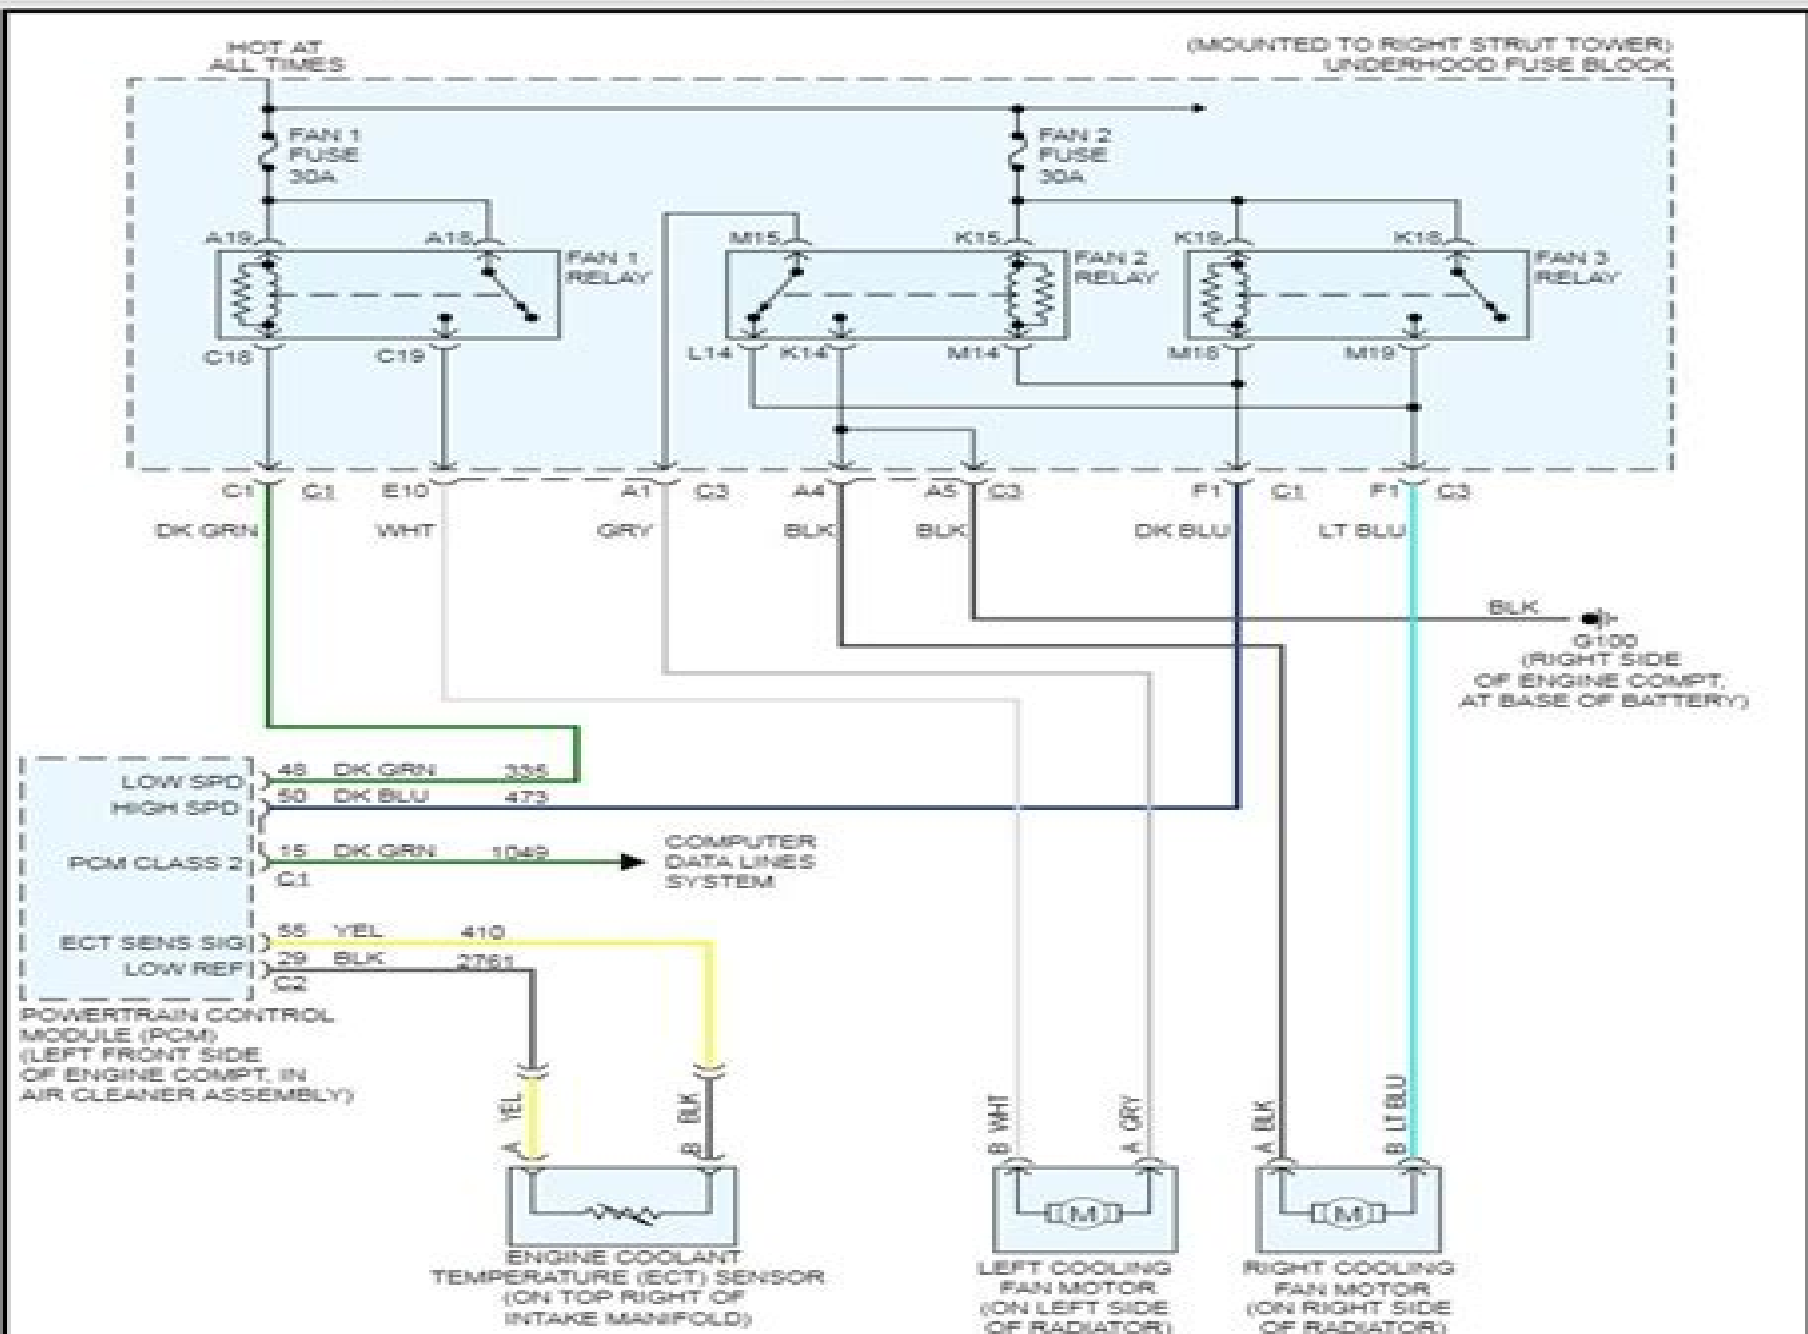 HOT AT
ALL TIMES
(MOUNTED TO RIGHT STRUT TOWER)
UNDERHOOD FUSE BLOCK
FAN 1
FUSE
30A
FAN 2
FUSE
30A
A19
A18
M15
K15
K19
K18
FAN 1
RELAY
FAN 2
RELAY
FAN 3
RELAY
C18
C19
L14
K14
M14
M18
M19
C1
C1
E10
A1
C3
A4
A5
C3
F1
C1
F1
C3
DK GRN
WHT
GRY
BLK
BLK
DK BLU
LT BLU
BLK
G100
(RIGHT SIDE
OF ENGINE COMPT,
AT BASE OF BATTERY)
LOW SPD
48 DK GRN 335
HIGH SPD
50 DK BLU 473
PCM CLASS 2
15 DK GRN 1049
C1
COMPUTER
DATA LINES
SYSTEM
ECT SENS SIG
55 YEL 410
LOW REF
29 BLK 2761
C2
POWERTRAIN CONTROL
MODULE (PCM)
(LEFT FRONT SIDE
OF ENGINE COMPT, IN
AIR CLEANER ASSEMBLY)
A YEL
B BLK
B WHT
A GRY
A BLK
B LT BLU
M
M
ENGINE COOLANT
TEMPERATURE (ECT) SENSOR
(ON TOP RIGHT OF
INTAKE MANIFOLD)
LEFT COOLING
FAN MOTOR
(ON LEFT SIDE
OF RADIATOR)
RIGHT COOLING
FAN MOTOR
(ON RIGHT SIDE
OF RADIATOR)